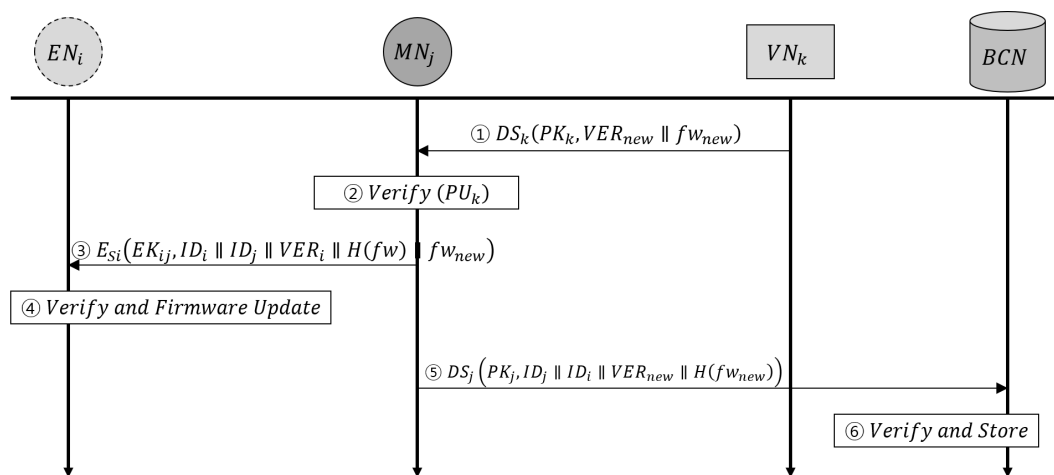 EN_i MN_j VN_k BCN
① DS_k(PK_k, VER_new ∥ fw_new)
② Verify (PU_k)
③ E_Si(EK_ij, ID_i ∥ ID_j ∥ VER_i ∥ H(fw) ∥ fw_new)
④ Verify and Firmware Update
⑤ DS_j(PK_j, ID_j ∥ ID_i ∥ VER_new ∥ H(fw_new))
⑥ Verify and Store